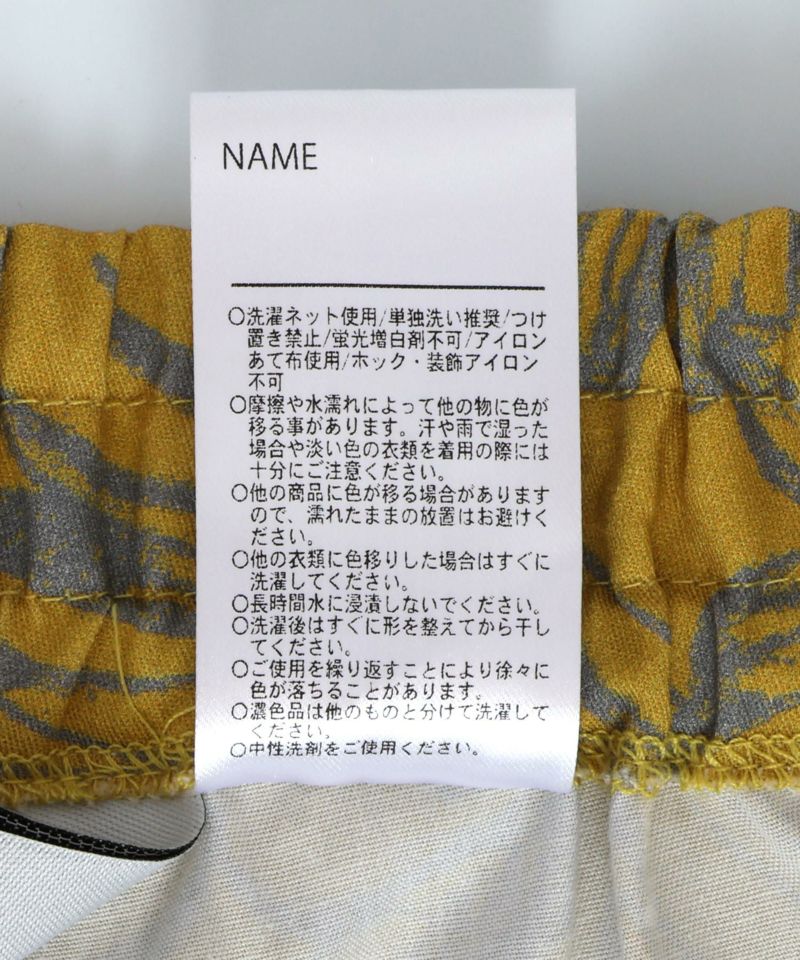 NAME
○洗濯ネット使用/単独洗い推奨/つけ
置き禁止/蛍光増白剤不可/アイロン
あて布使用/ホック・装飾アイロン
不可
○摩擦や水濡れによって他の物に色が
移る事があります。汗や雨で湿った
場合や淡い色の衣類を着用の際には
十分にご注意ください。
○他の商品に色が移る場合があります
ので、濡れたままの放置はお避けく
ださい。
○他の衣類に色移りした場合はすぐに
洗濯してください。
○長時間水に浸漬しないでください。
○洗濯後はすぐに形を整えてから干し
てください。
○ご使用を繰り返すことにより徐々に
色が落ちることがあります。
○濃色品は他のものと分けて洗濯して
ください。
○中性洗剤をご使用ください。